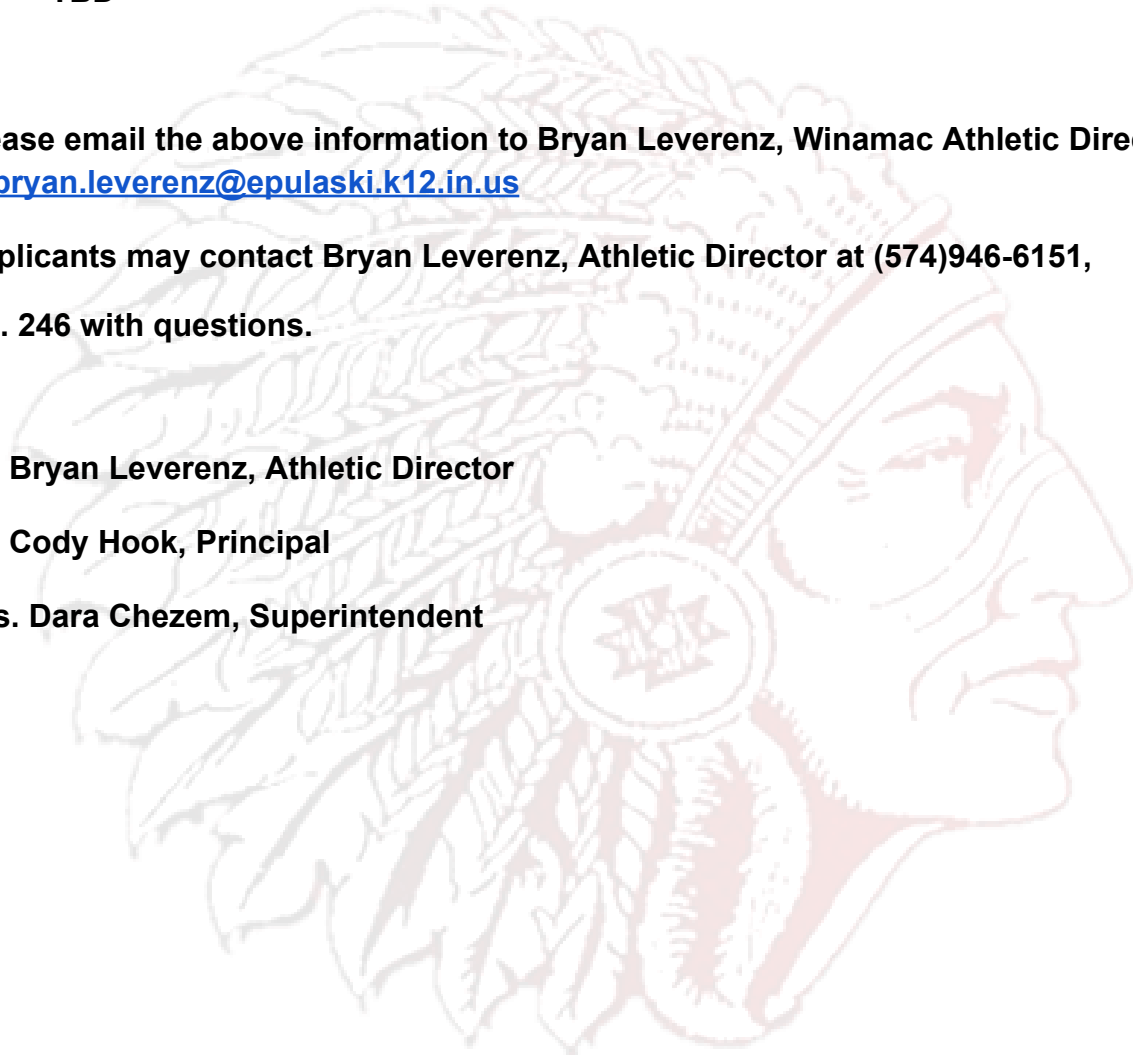 TBD
ease email the above information to Bryan Leverenz, Winamac Athletic Direc
bryan.leverenz@epulaski.k12.in.us
plicants may contact Bryan Leverenz, Athletic Director at (574)946-6151,
. 246 with questions.
Bryan Leverenz, Athletic Director
Cody Hook, Principal
s. Dara Chezem, Superintendent